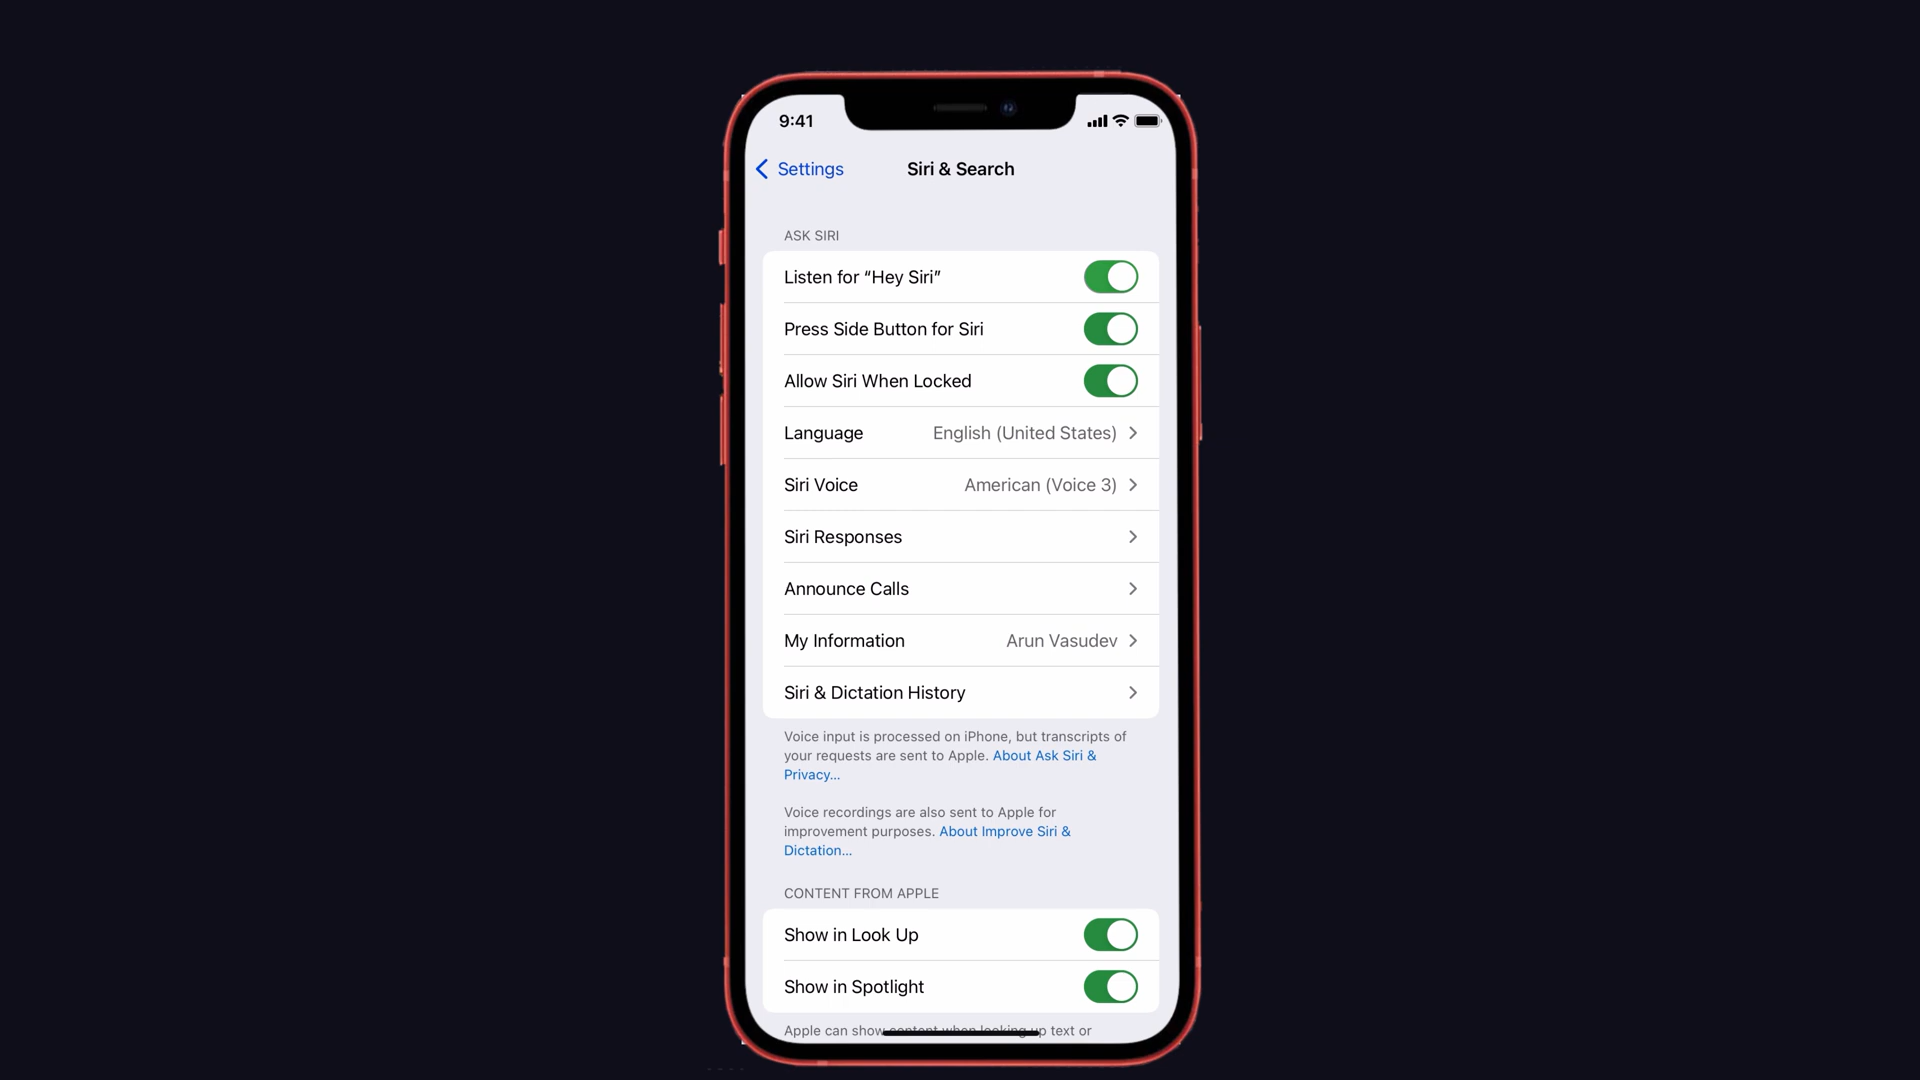 9:41
Settings
Siri & Search
ASK SIRI
Listen for “Hey Siri”
Press Side Button for Siri
Allow Siri When Locked
Language English (United States)
Siri Voice American (Voice 3)
Siri Responses
Announce Calls
My Information Arun Vasudev
Siri & Dictation History
Voice input is processed on iPhone, but transcripts of
your requests are sent to Apple. About Ask Siri &
Privacy...
Voice recordings are also sent to Apple for
improvement purposes. About Improve Siri &
Dictation...
CONTENT FROM APPLE
Show in Look Up
Show in Spotlight
Apple can show content when looking up text or